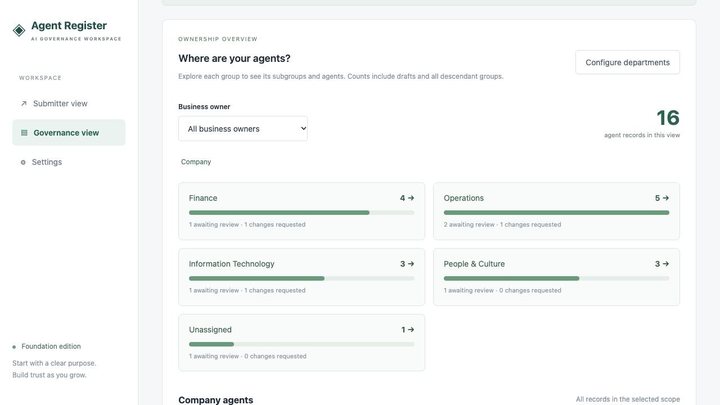 Agent Register
AI GOVERNANCE WORKSPACE
WORKSPACE
Submitter view
Governance view
Settings
Foundation edition
Start with a clear purpose.
Build trust as you grow.
OWNERSHIP OVERVIEW
Where are your agents?
Explore each group to see its subgroups and agents. Counts include drafts and all descendant groups.
Configure departments
Business owner
All business owners
16
agent records in this view
Company
Finance 4 →
1 awaiting review · 1 changes requested
Operations 5 →
2 awaiting review · 1 changes requested
Information Technology 3 →
1 awaiting review · 1 changes requested
People & Culture 3 →
1 awaiting review · 0 changes requested
Unassigned 1 →
1 awaiting review · 0 changes requested
Company agents
All records in the selected scope